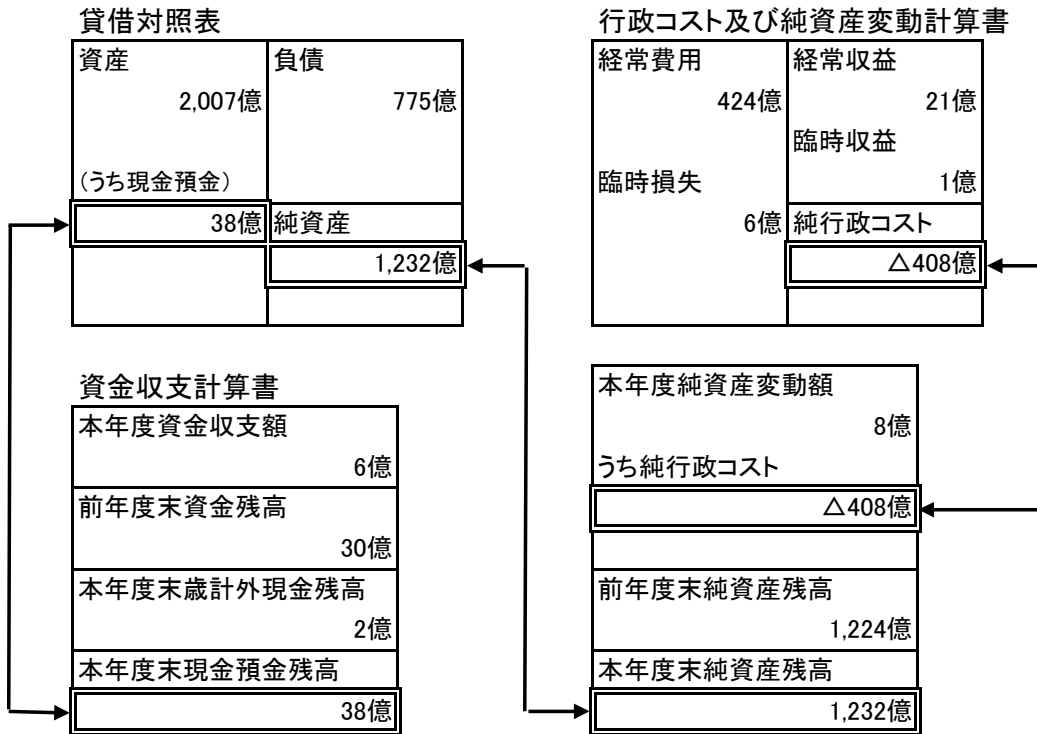 貸借対照表
資産
2,007億
(うち現金預金)
38億
負債
775億
純資産
1,232億
行政コスト及び純資産変動計算書
経常費用
424億
臨時損失
6億
経常収益
21億
臨時収益
1億
純行政コスト
△408億
資金収支計算書
本年度資金収支額
6億
前年度末資金残高
30億
本年度末歳計外現金残高
2億
本年度末現金預金残高
38億
本年度純資産変動額
8億
うち純行政コスト
△408億
前年度末純資産残高
1,224億
本年度末純資産残高
1,232億